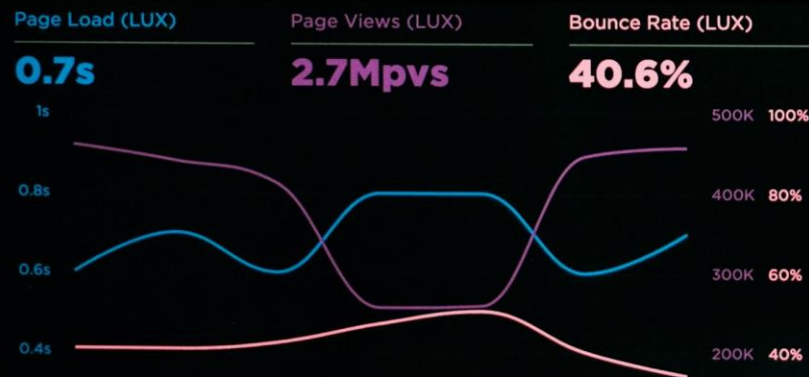 Page Load (LUX)
0.7s
Page Views (LUX)
2.7Mpvs
Bounce Rate (LUX)
40.6%
1s
500K 100%
0.8s
400K 80%
0.6s
300K 60%
0.4s
200K 40%